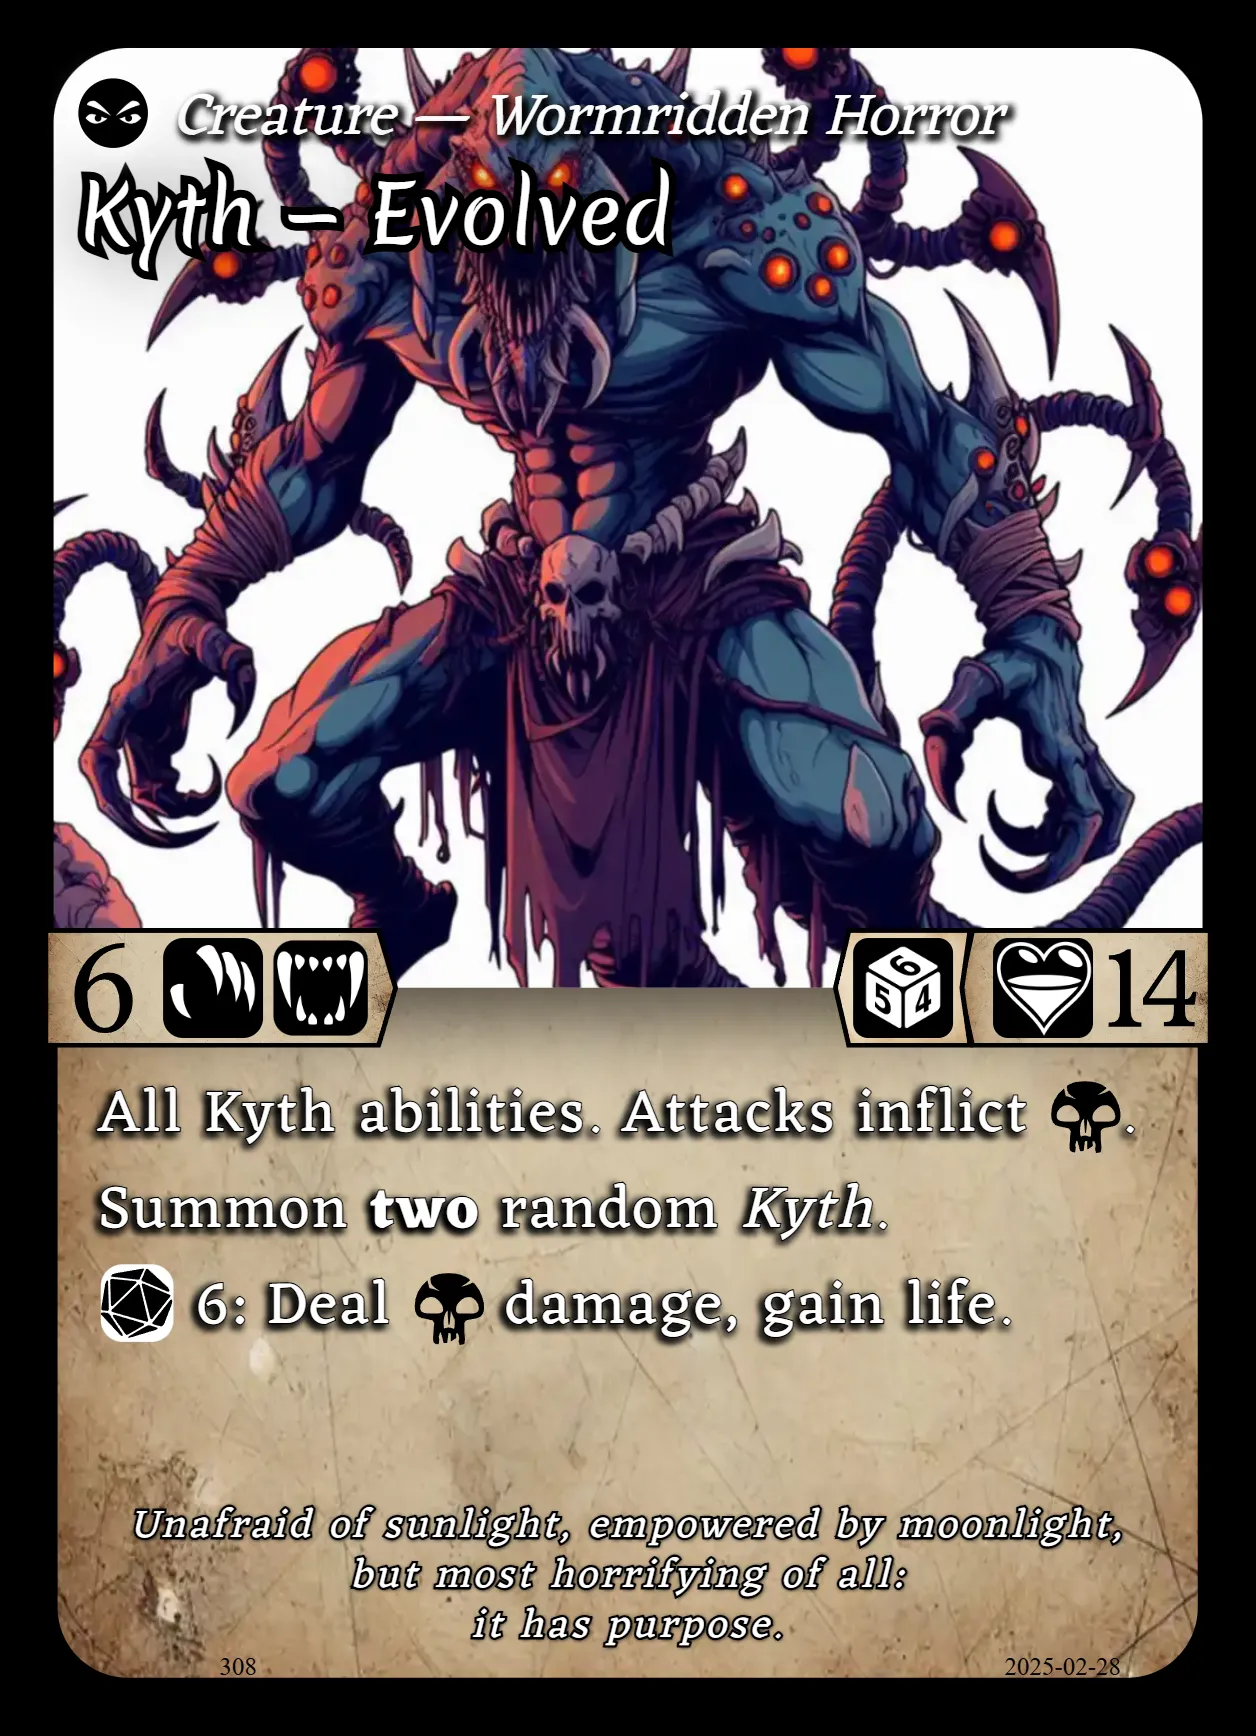 Creature — Wormridden Horror
Kyth – Evolved
6
6 5 4
14
All Kyth abilities. Attacks inflict .
Summon two random Kyth.
6: Deal damage, gain life.
Unafraid of sunlight, empowered by moonlight,
but most horrifying of all:
it has purpose.
308 2025-02-28